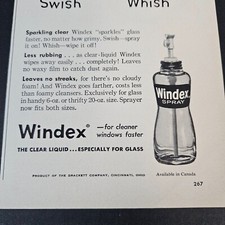 Swish Whish
Sparkling clear Windex "sparkles" glass
faster, no matter how grimy. Swish—spray
it on! Whish—wipe it off!
Less rubbing . . . as clear-liquid Windex
wipes away easily . . . completely! Leaves
no waxy film to catch dust again.
Leaves no streaks, for there's no cloudy
foam! And Windex goes farther, costs less
than foamy cleansers. Exclusively for glass
in handy 6-oz. or thrifty 20-oz. size. Sprayer
now fits both sizes.
Windex
SPRAY
Windex® —for cleaner
windows faster
THE CLEAR LIQUID...ESPECIALLY FOR GLASS
PRODUCT OF THE DRACKETT COMPANY, CINCINNATI, OHIO
Available in Canada
267